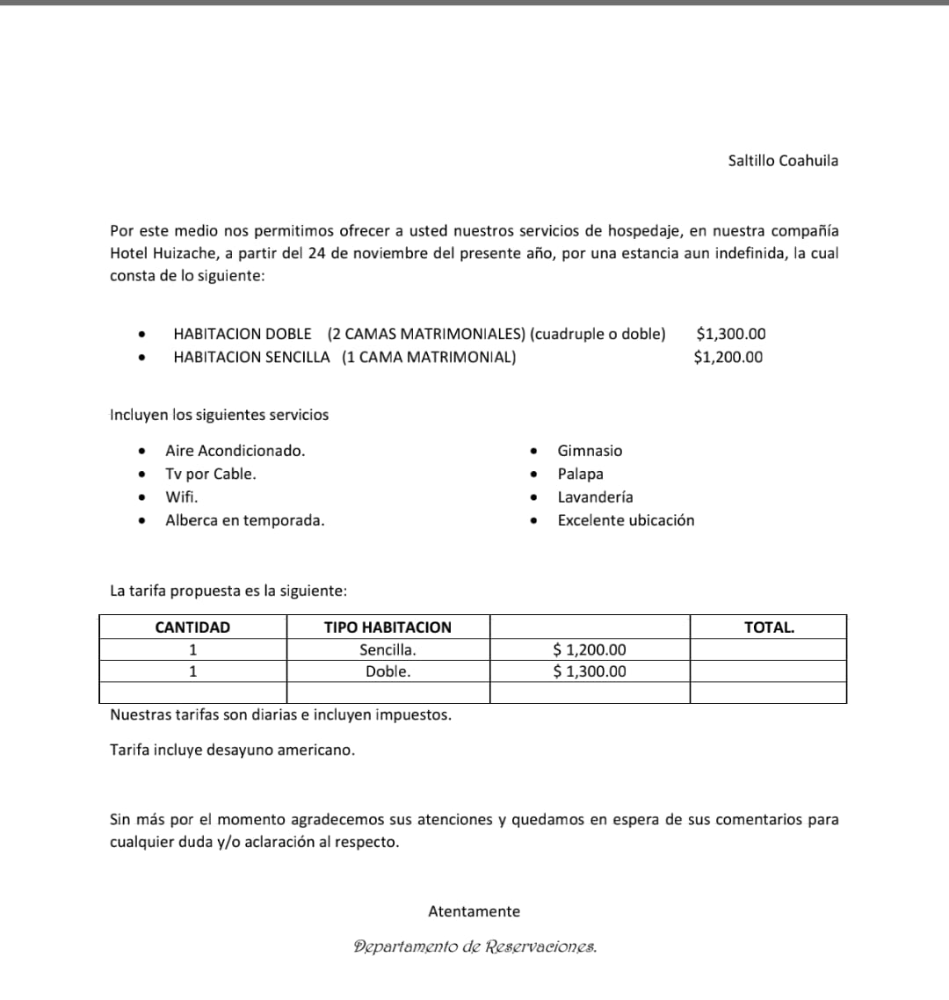 Saltillo Coahuila
Por este medio nos permitimos ofrecer a usted nuestros servicios de hospedaje, en nuestra compañía
Hotel Huizache, a partir del 24 de noviembre del presente año, por una estancia aun indefinida, la cual
consta de lo siguiente:
• HABITACION DOBLE (2 CAMAS MATRIMONIALES) (cuadruple o doble) $1,300.00
• HABITACION SENCILLA (1 CAMA MATRIMONIAL) $1,200.00
Incluyen los siguientes servicios
• Aire Acondicionado.
• Tv por Cable.
• Wifi.
• Alberca en temporada.
• Gimnasio
• Palapa
• Lavandería
• Excelente ubicación
La tarifa propuesta es la siguiente:
CANTIDAD TIPO HABITACION TOTAL.
1 Sencilla. $ 1,200.00
1 Doble. $ 1,300.00
Nuestras tarifas son diarias e incluyen impuestos.
Tarifa incluye desayuno americano.
Sin más por el momento agradecemos sus atenciones y quedamos en espera de sus comentarios para
cualquier duda y/o aclaración al respecto.
Atentamente
Departamento de Reservaciones.